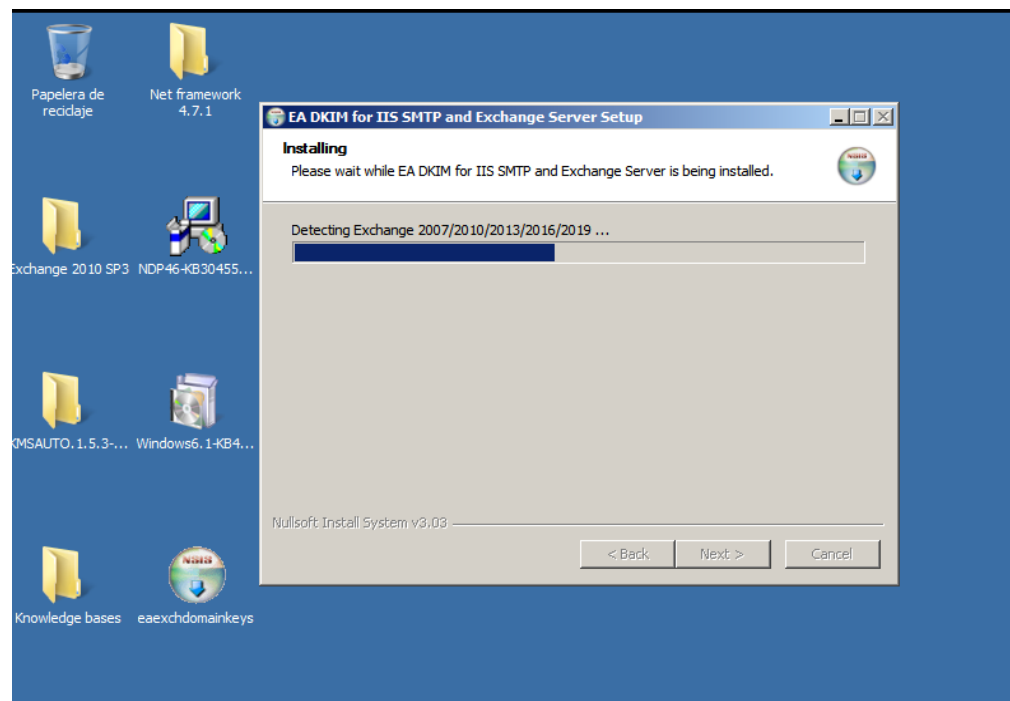 Papelera de
reciclaje
Net framework
4.7.1
EA DKIM for IIS SMTP and Exchange Server Setup
Installing
Please wait while EA DKIM for IIS SMTP and Exchange Server is being installed.
NSIS
Detecting Exchange 2007/2010/2013/2016/2019 ...
Exchange 2010 SP3
NDP46-KB30455...
KMSAUTO.1.5.3-...
Windows6.1-KB4...
Nullsoft Install System v3.03
< Back
Next >
Cancel
NSIS
Knowledge bases
eaexchdomainkeys